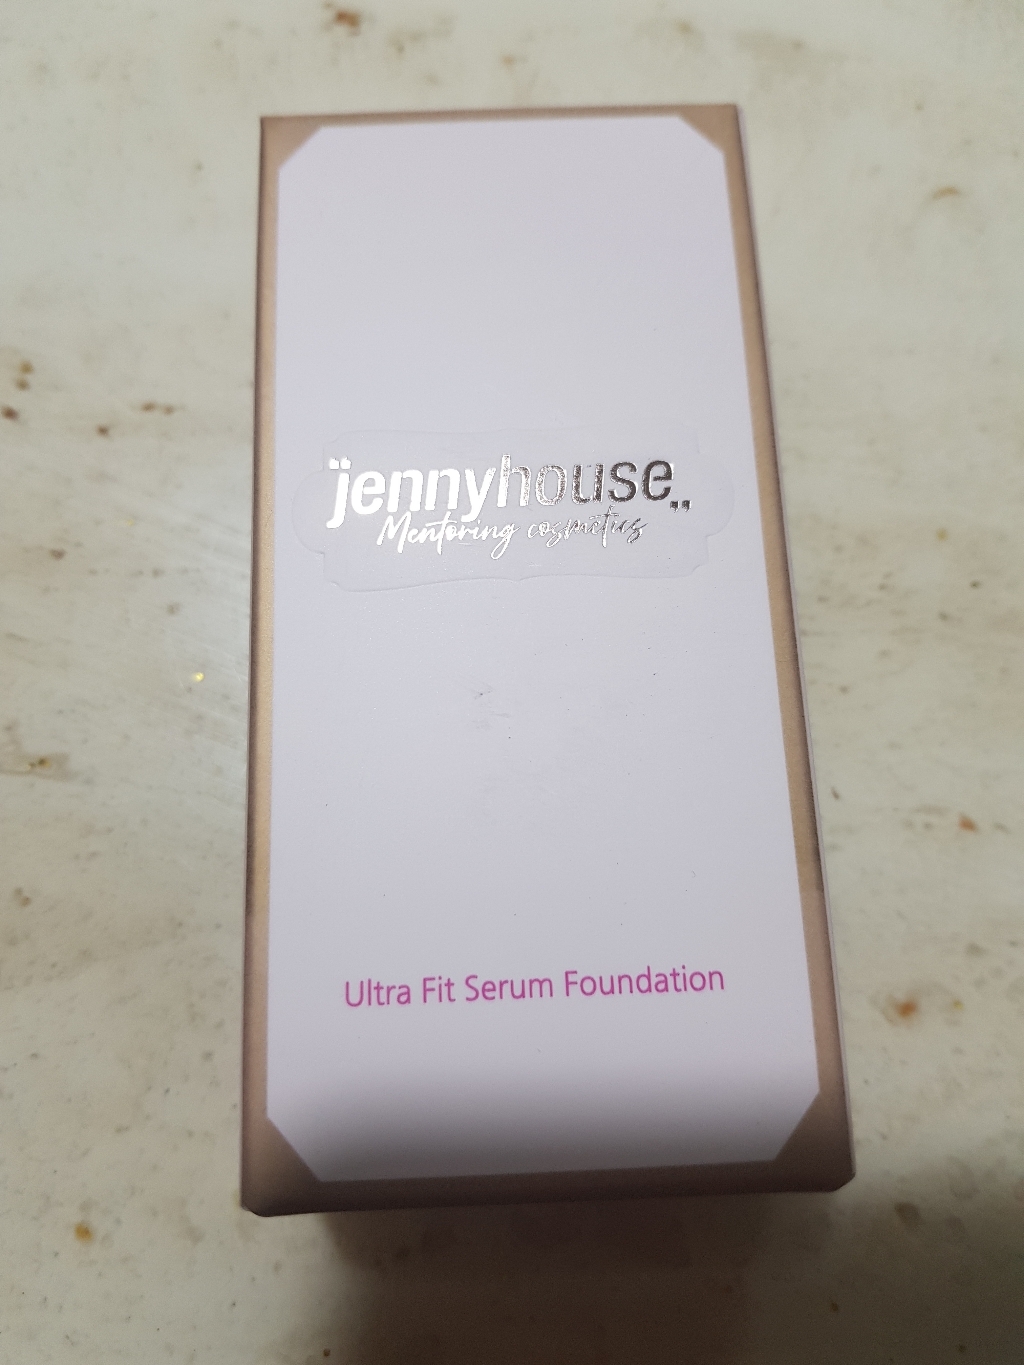 jennyhouse
Mentoring cosmetics
Ultra Fit Serum Foundation